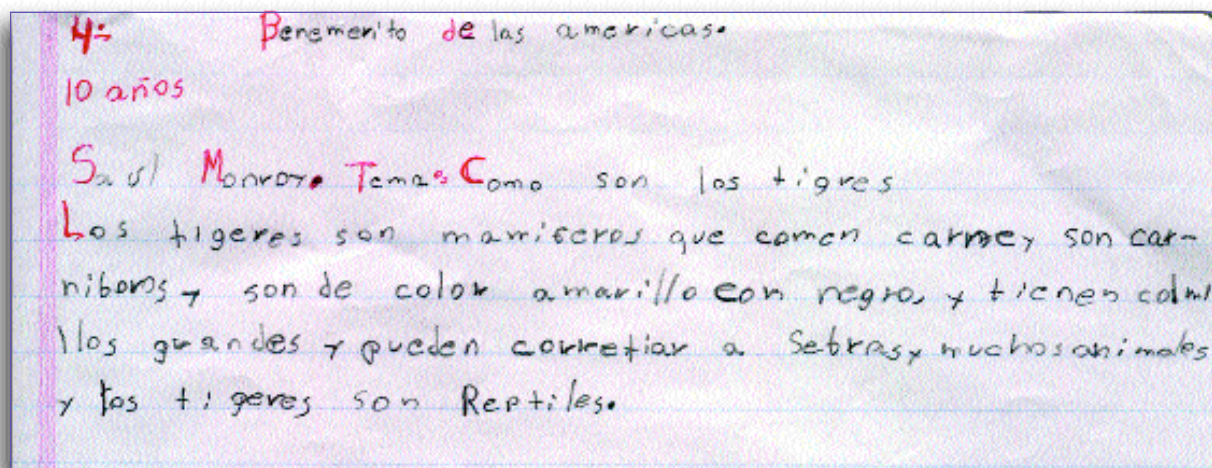 4º Benemerito de las americas.
10 años
Saul Monroy. Tema: Como son los tigres
Los tigeres son mamiseros que comen carne y son car-
niboros y son de color amarillo con negro, y tienen colmi
llos grandes y pueden corretiar a Sebras, y muchos animales
y los tigeres son Reptiles.